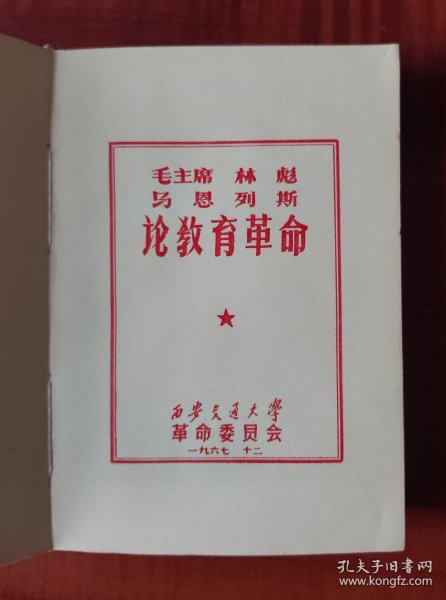 毛主席 林 彪
马 恩 列 斯
论教育革命
西安交通大学
革命委员会
一九六七 十二
孔夫子旧书网
www.kongfz.com